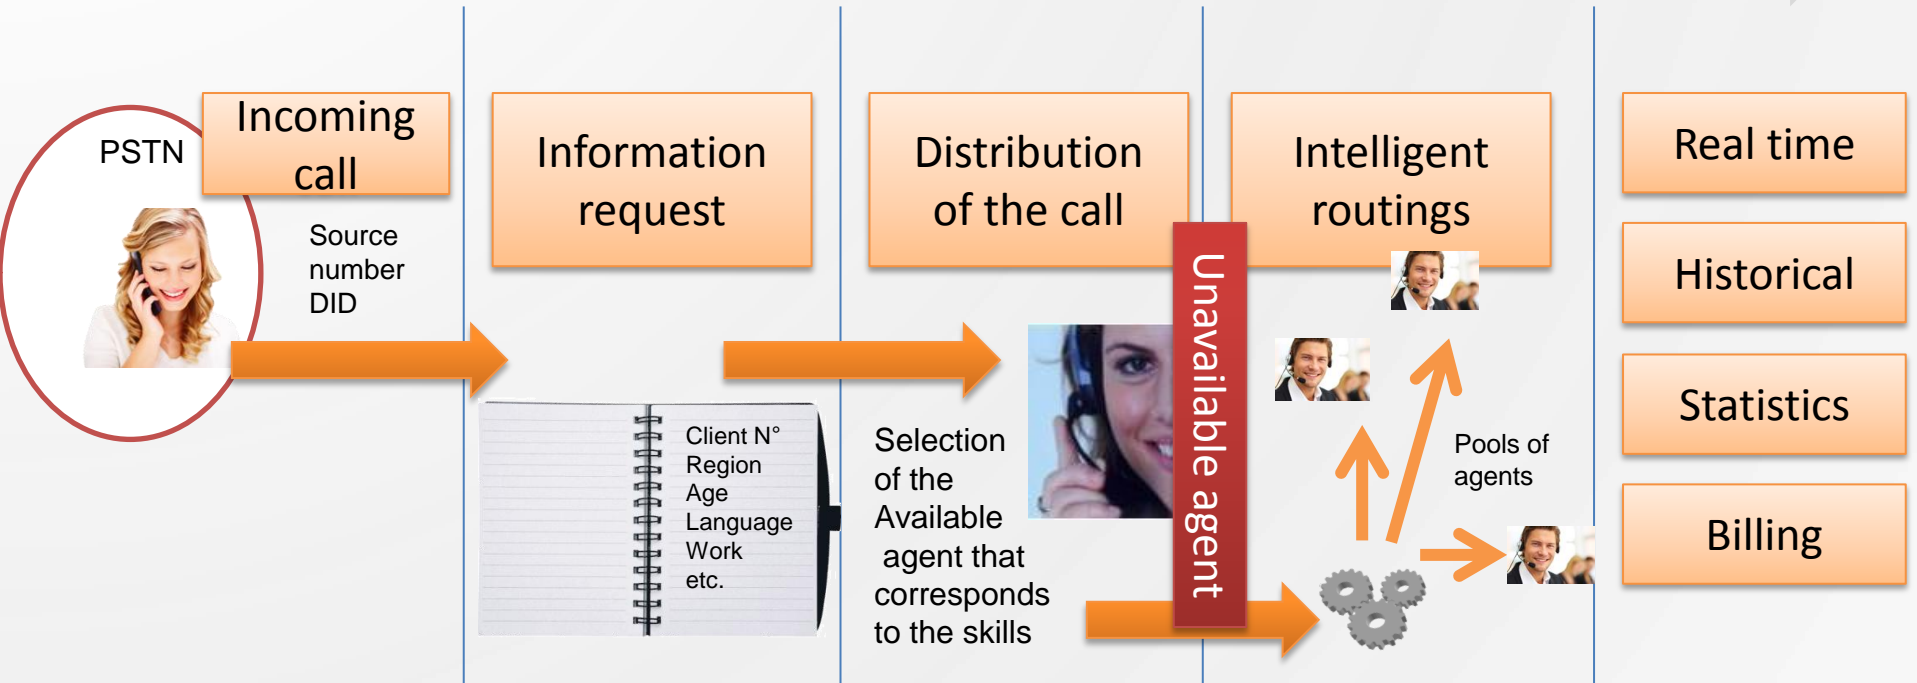 PSTN
Incoming
call
Source
number
DID
Information
request
Client N°
Region
Age
Language
Work
etc.
Distribution
of the call
Selection
of the
Available
agent that
corresponds
to the skills
Unavailable agent
Intelligent
routings
Pools of
agents
Real time
Historical
Statistics
Billing